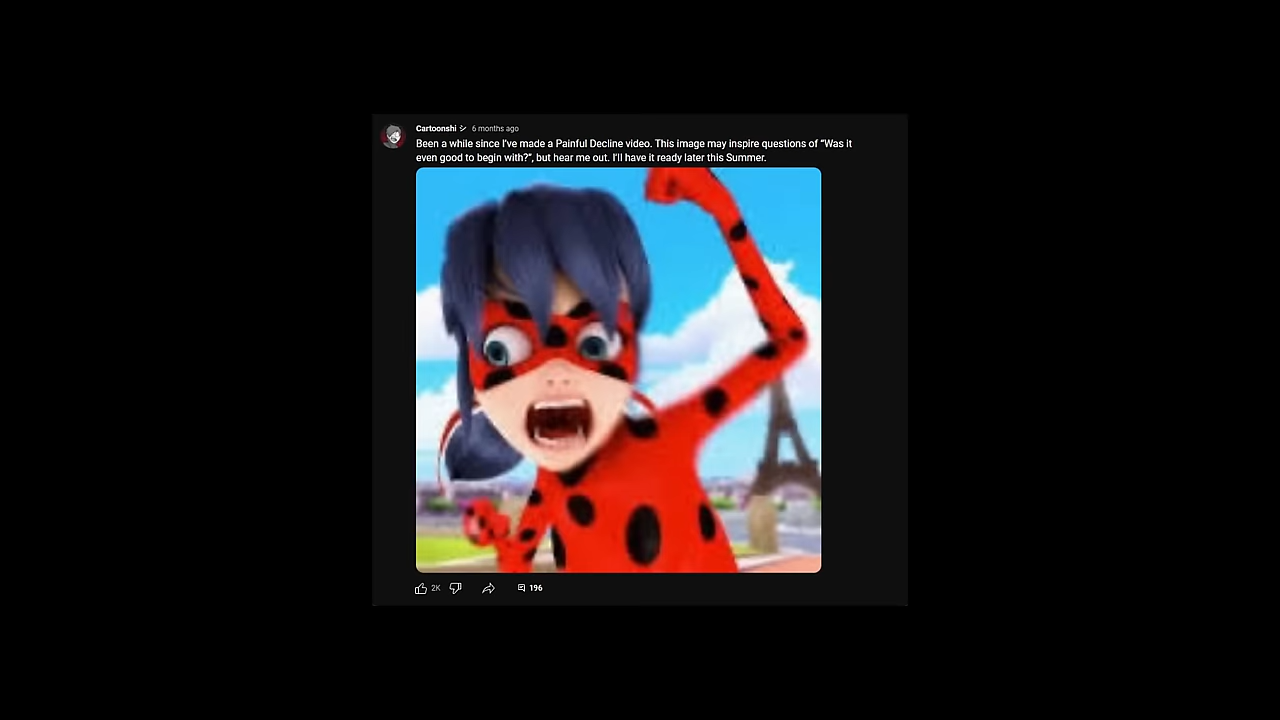 Cartoonshi 6 months ago
Been a while since I've made a Painful Decline video. This image may inspire questions of "Was it
even good to begin with?", but hear me out. I'll have it ready later this Summer.
2K 196